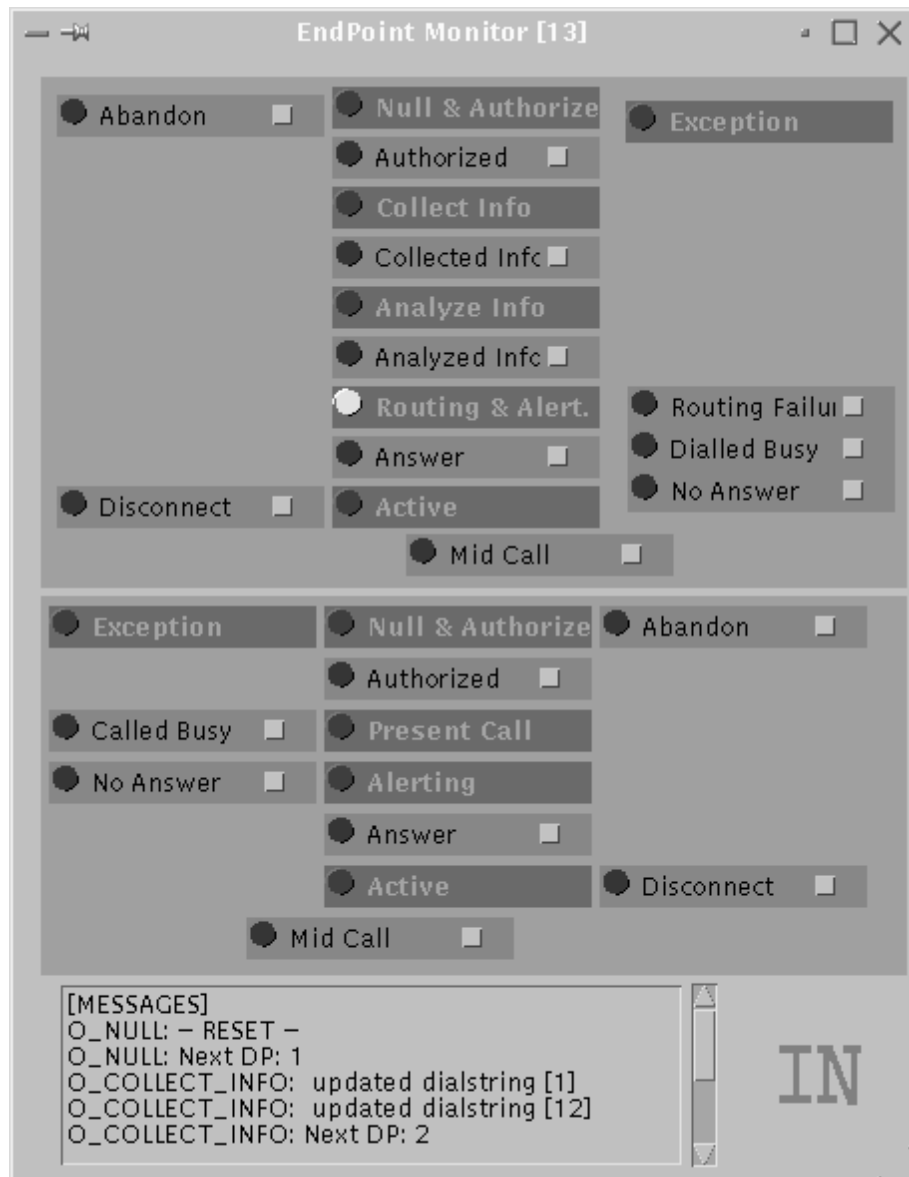 EndPoint Monitor [13]
Abandon
Null & Authorize
Exception
Authorized
Collect Info
Collected Infc
Analyze Info
Analyzed Infc
Routing & Alert.
Routing Failui
Answer
Dialled Busy
Disconnect
Active
No Answer
Mid Call
Exception
Null & Authorize
Abandon
Authorized
Called Busy
Present Call
No Answer
Alerting
Answer
Active
Disconnect
Mid Call
[MESSAGES]
O_NULL: – RESET –
O_NULL: Next DP: 1
O_COLLECT_INFO: updated dialstring [1]
O_COLLECT_INFO: updated dialstring [12]
O_COLLECT_INFO: Next DP: 2
IN